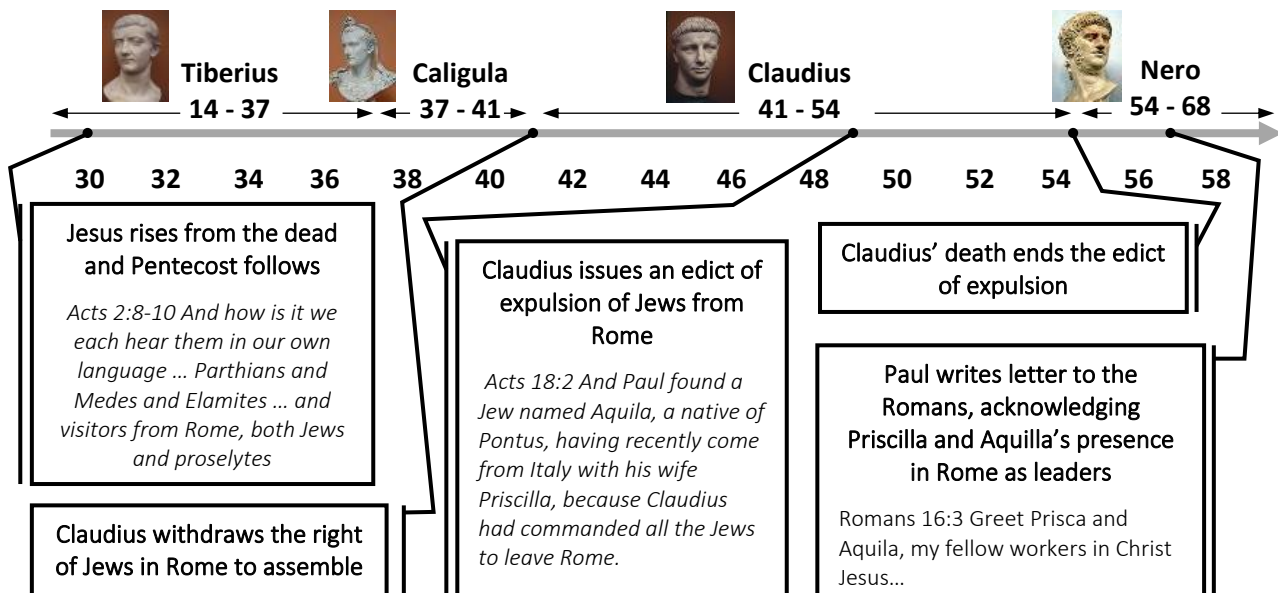 Tiberius
14 - 37
Caligula
37 - 41
Claudius
41 - 54
Nero
54 - 68
30 32 34 36 38 40 42 44 46 48 50 52 54 56 58
Jesus rises from the dead
and Pentecost follows
Acts 2:8-10 And how is it we
each hear them in our own
language … Parthians and
Medes and Elamites … and
visitors from Rome, both Jews
and proselytes
Claudius withdraws the right
of Jews in Rome to assemble
Claudius issues an edict of
expulsion of Jews from
Rome
Acts 18:2 And Paul found a
Jew named Aquila, a native of
Pontus, having recently come
from Italy with his wife
Priscilla, because Claudius
had commanded all the Jews
to leave Rome.
Claudius’ death ends the edict
of expulsion
Paul writes letter to the
Romans, acknowledging
Priscilla and Aquilla’s presence
in Rome as leaders
Romans 16:3 Greet Prisca and
Aquila, my fellow workers in Christ
Jesus…